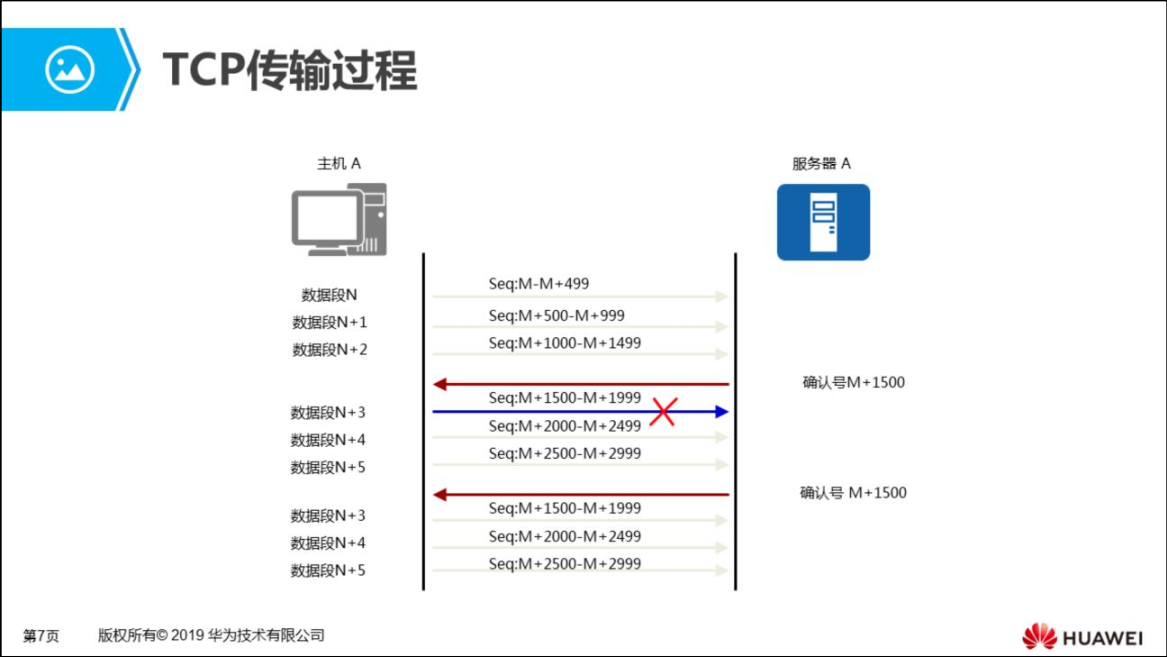 TCP传输过程
主机 A
服务器 A
数据段N
Seq:M-M+499
数据段N+1
Seq:M+500-M+999
数据段N+2
Seq:M+1000-M+1499
确认号M+1500
数据段N+3
Seq:M+1500-M+1999
数据段N+4
Seq:M+2000-M+2499
数据段N+5
Seq:M+2500-M+2999
确认号 M+1500
数据段N+3
Seq:M+1500-M+1999
数据段N+4
Seq:M+2000-M+2499
数据段N+5
Seq:M+2500-M+2999
第7页
版权所有© 2019 华为技术有限公司
HUAWEI